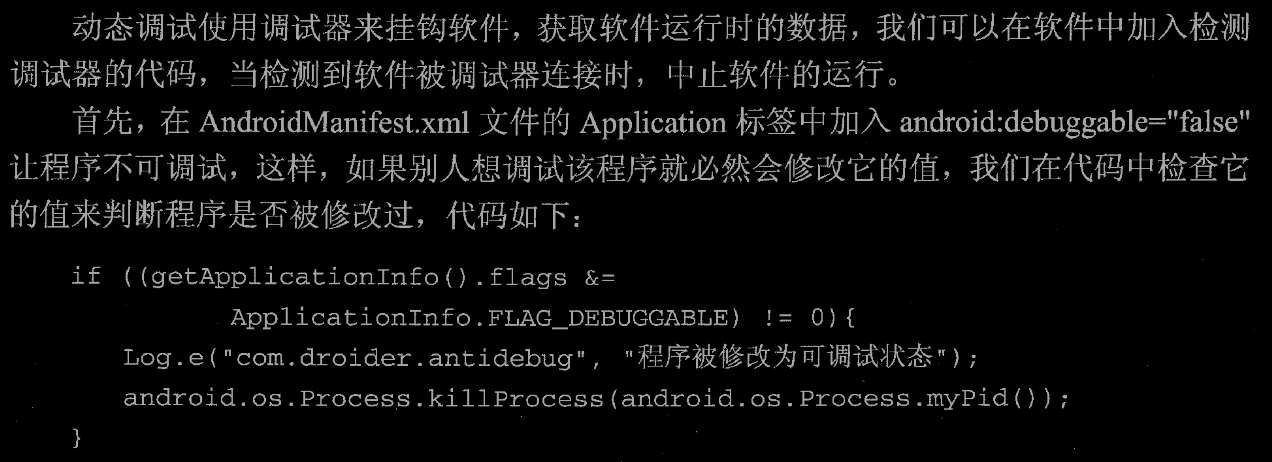 动态调试使用调试器来挂钩软件，获取软件运行时的数据，我们可以在软件中加入检测
调试器的代码，当检测到软件被调试器连接时，中止软件的运行。
首先，在 AndroidManifest.xml 文件的 Application 标签中加入 android:debuggable="false"
让程序不可调试，这样，如果别人想调试该程序就必然会修改它的值，我们在代码中检查它
的值来判断程序是否被修改过，代码如下：
if ((getApplicationInfo().flags &=
ApplicationInfo.FLAG_DEBUGGABLE) != 0){
Log.e("com.droider.antidebug", "程序被修改为可调试状态");
android.os.Process.killProcess(android.os.Process.myPid());
}